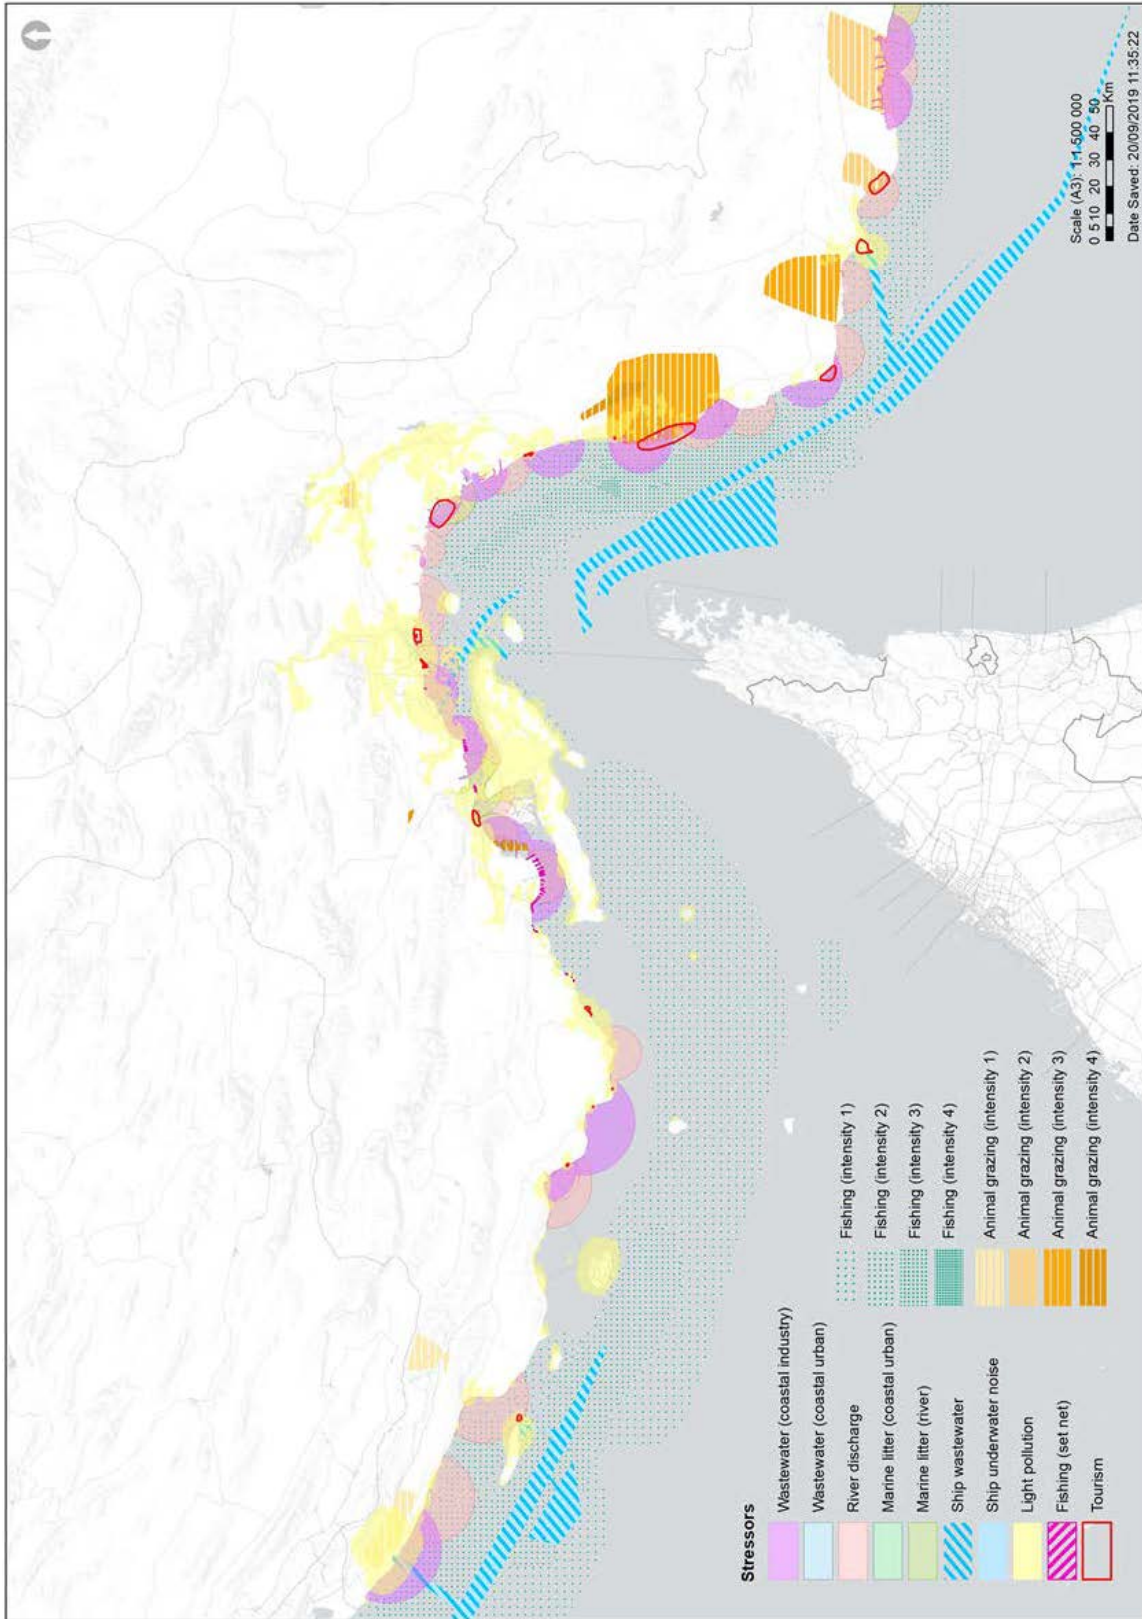 Stressors
Wastewater (coastal industry)
Wastewater (coastal urban)
River discharge
Marine litter (coastal urban)
Marine litter (river)
Ship wastewater
Ship underwater noise
Light pollution
Fishing (set net)
Tourism
Fishing (intensity 1)
Fishing (intensity 2)
Fishing (intensity 3)
Fishing (intensity 4)
Animal grazing (intensity 1)
Animal grazing (intensity 2)
Animal grazing (intensity 3)
Animal grazing (intensity 4)
Scale (A3): 1:1 500 000
0 5 10 20 30 40 50
Km
Date Saved: 20/09/2019 11:35:22